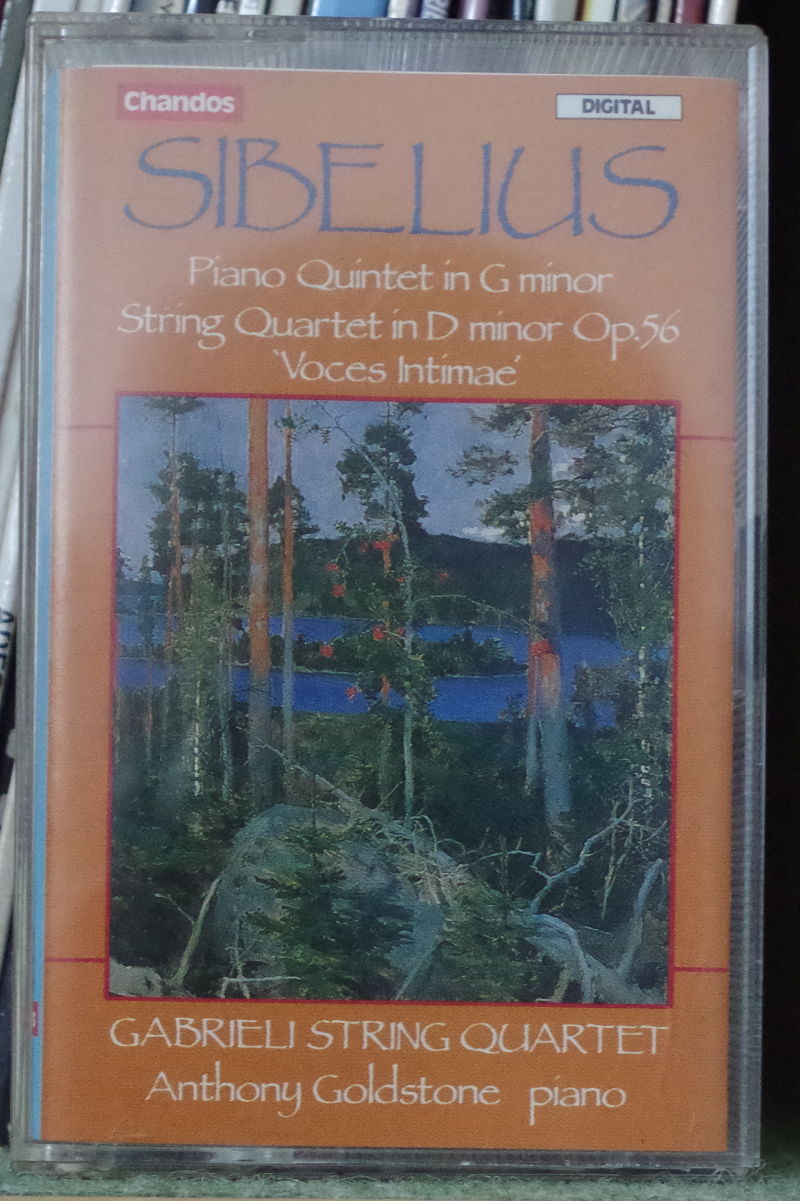 Chandos
DIGITAL
SIBELIUS
Piano Quintet in G minor
String Quartet in D minor Op.56
'Voces Intimae'
GABRIELI STRING QUARTET
Anthony Goldstone piano